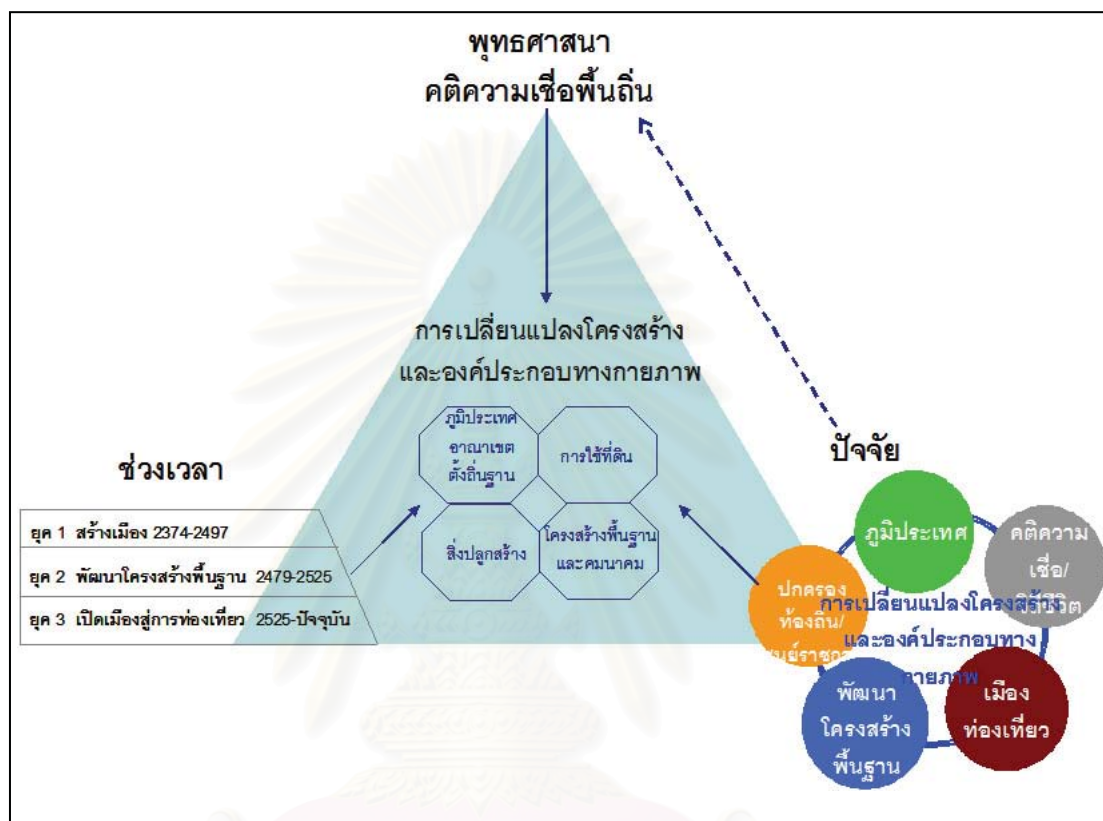 พุทธศาสนา
คติความเชื่อพื้นถิ่น
การเปลี่ยนแปลงโครงสร้าง
และองค์ประกอบทางกายภาพ
ภูมิประเทศ
อาณาเขต
ตั้งถิ่นฐาน
การใช้ที่ดิน
สิ่งปลูกสร้าง
โครงสร้างพื้นฐาน
และคมนาคม
ช่วงเวลา
ยุค 1 สร้างเมือง 2374-2497
ยุค 2 พัฒนาโครงสร้างพื้นฐาน 2479-2525
ยุค 3 เปิดเมืองสู่การท่องเที่ยว 2525-ปัจจุบัน
ปัจจัย
ภูมิประเทศ
คติความ
เชื่อ/
ปกครอง
ท้องถิ่น/
การเปลี่ยนแปลงโครงสร้าง
และองค์ประกอบทาง
กายภาพ
พัฒนา
โครงสร้าง
พื้นฐาน
เมือง
ท่องเที่ยว